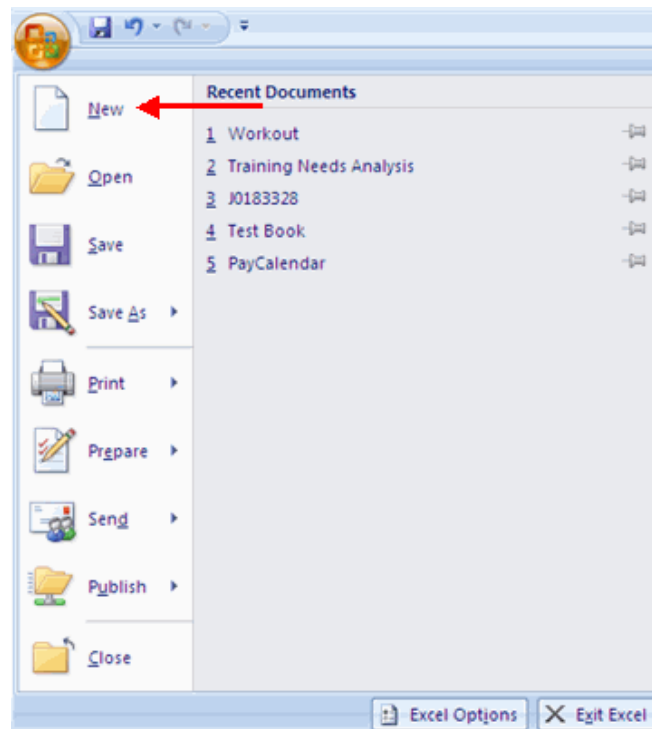 New
Open
Save
Save As
Print
Prepare
Send
Publish
Close
Recent Documents
1 Workout
2 Training Needs Analysis
3 J0183328
4 Test Book
5 PayCalendar
Excel Options
Exit Excel